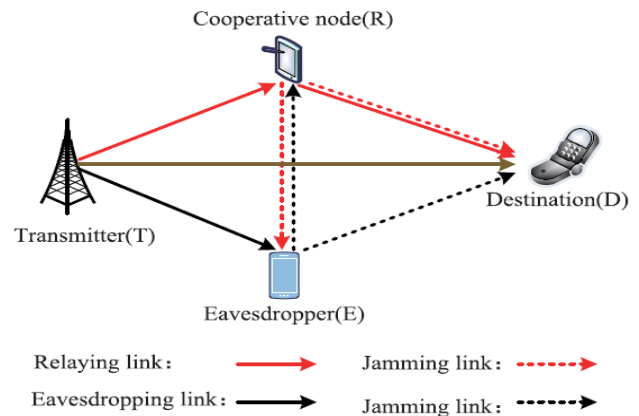 Cooperative node(R)
Transmitter(T)
Destination(D)
Eavesdropper(E)
Relaying link:
Jamming link:
Eavesdropping link:
Jamming link: